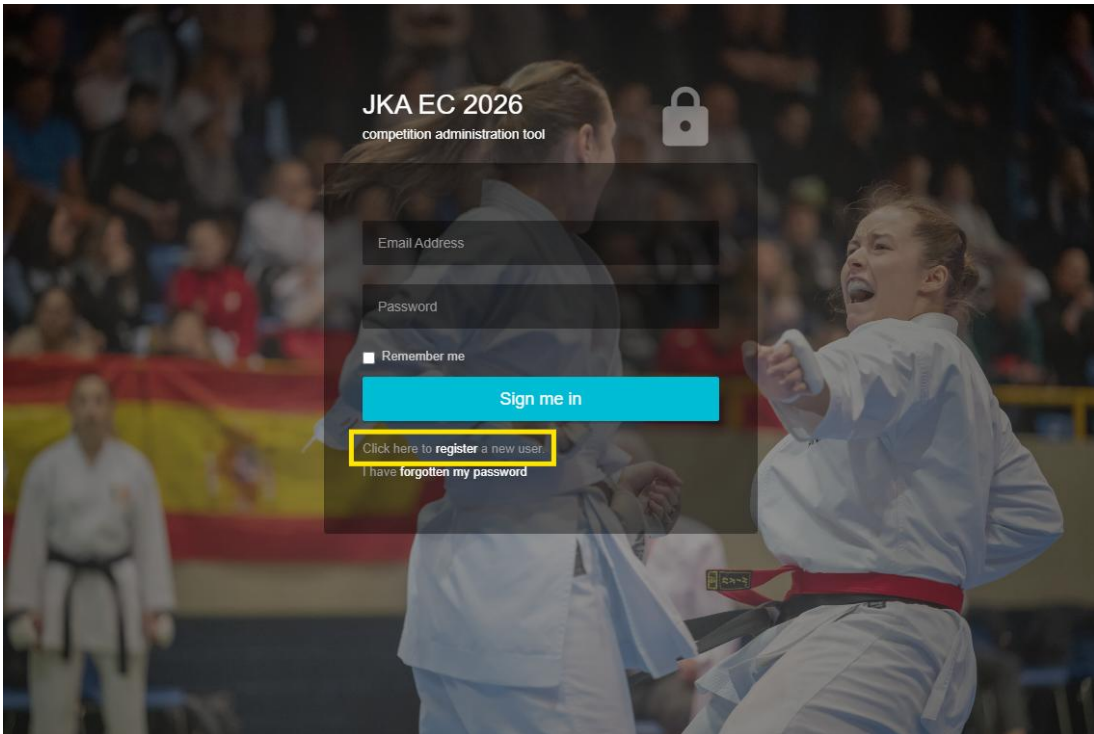 JKA EC 2026
competition administration tool
Email Address
Password
Remember me
Sign me in
Click here to register a new user.
I have forgotten my password